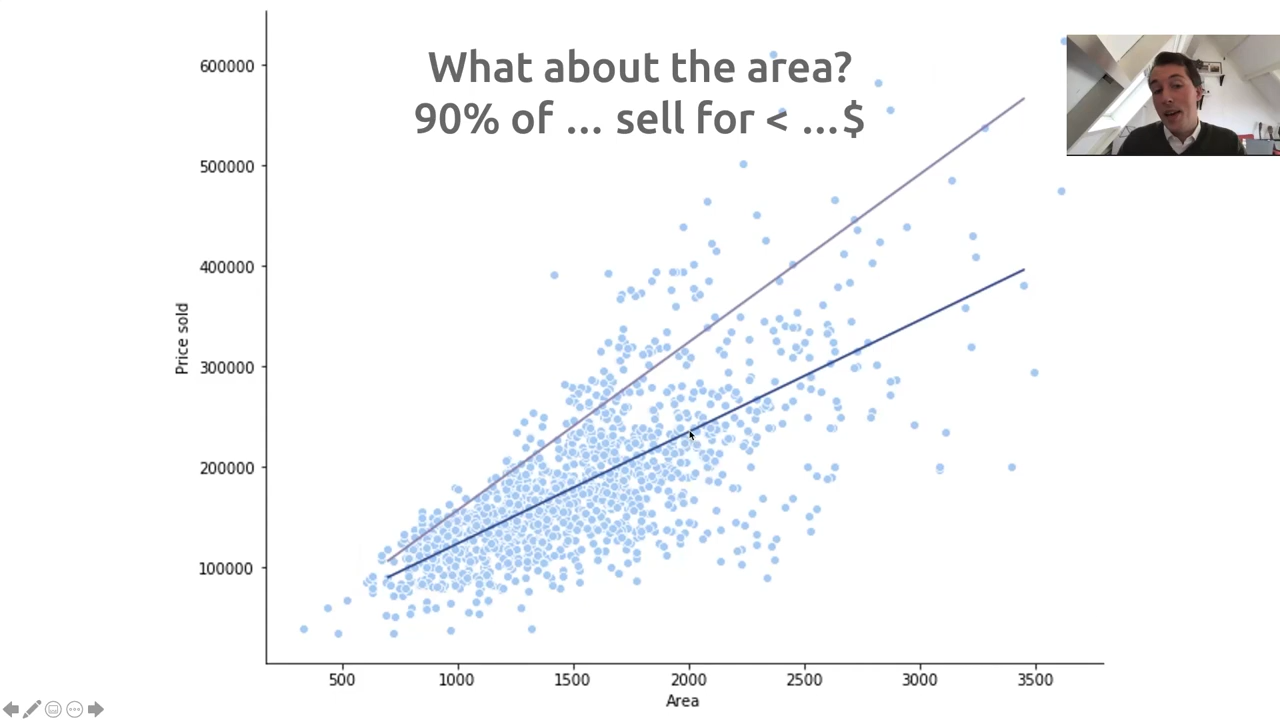 What about the area?
90% of ... sell for < ...$
600000
500000
400000
300000
200000
100000
Price sold
500 1000 1500 2000 2500 3000 3500
Area